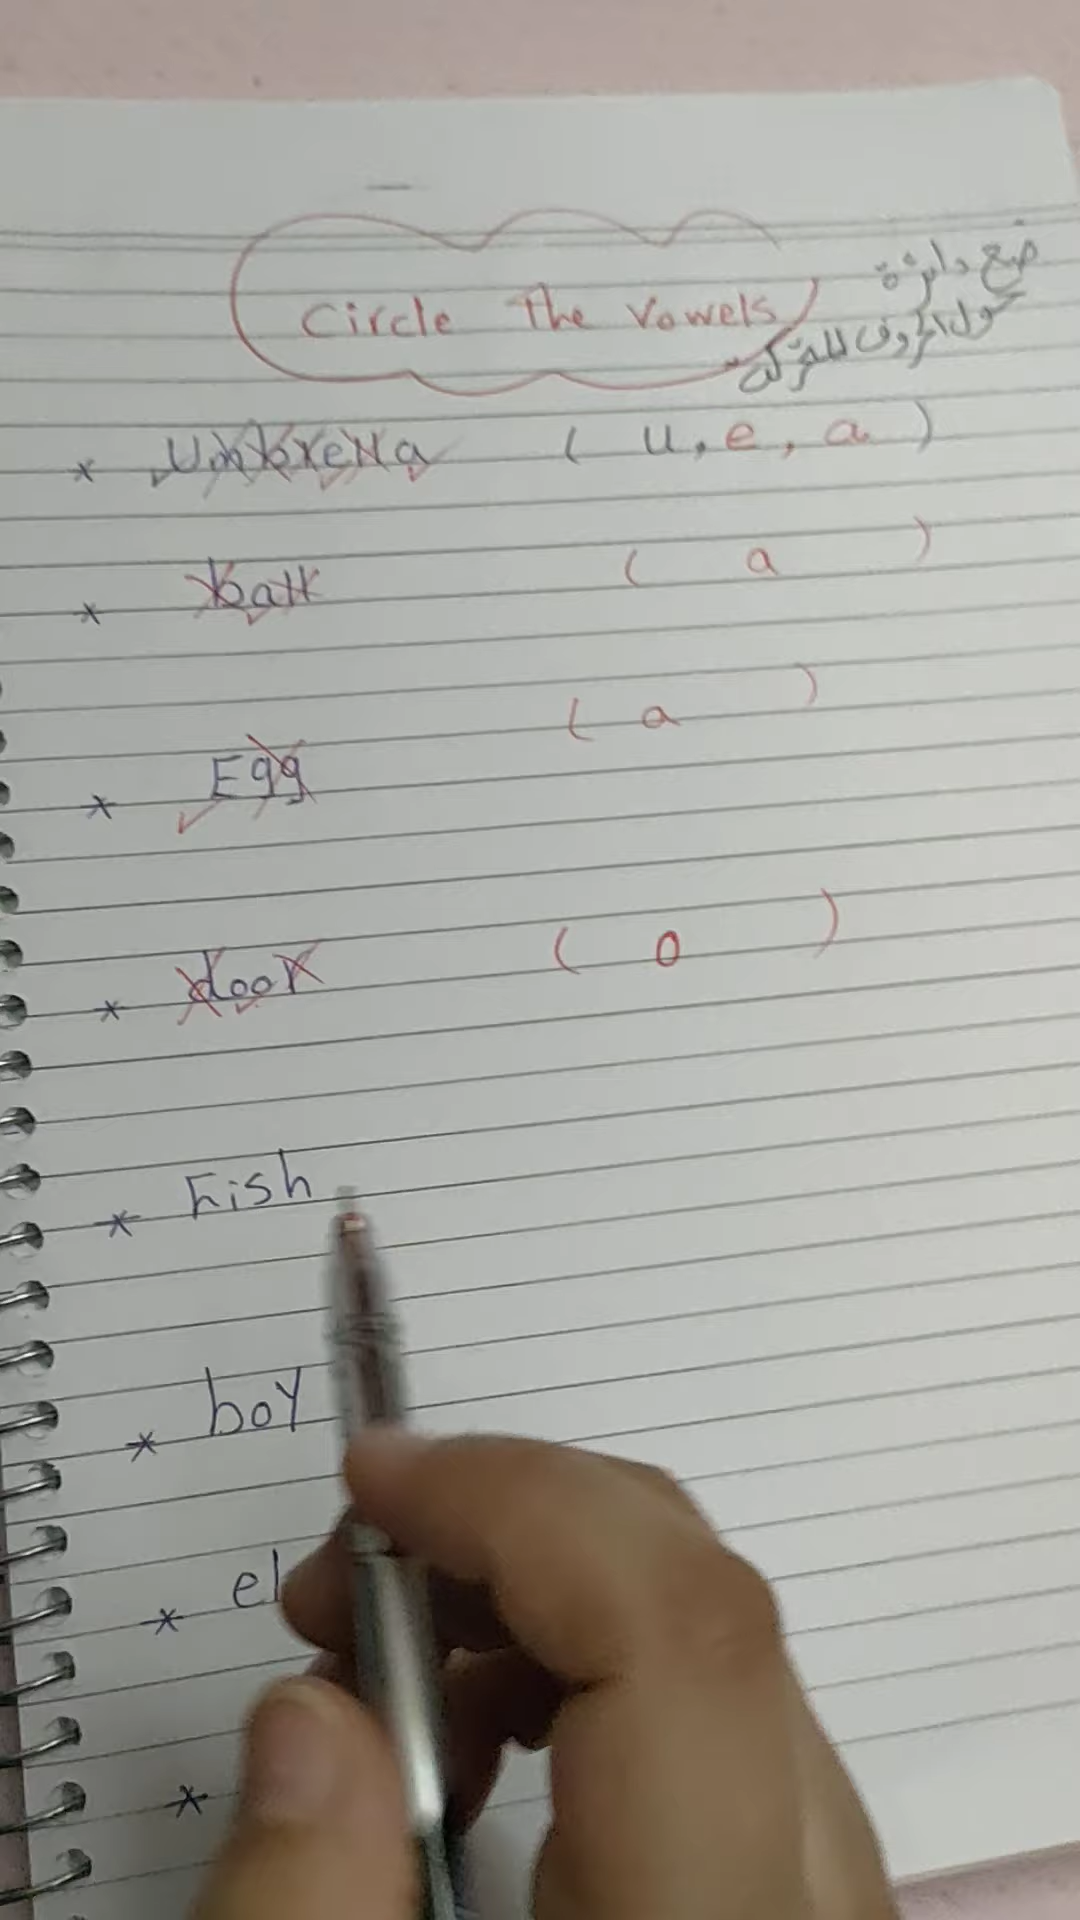 Circle The Vowels
ضع دائرة
حول الحروف المتحركة
* Umbrella ( u, e, a )
* ball ( a )
* Egg ( a )
* door ( o )
* Fish
* boy
* el
*